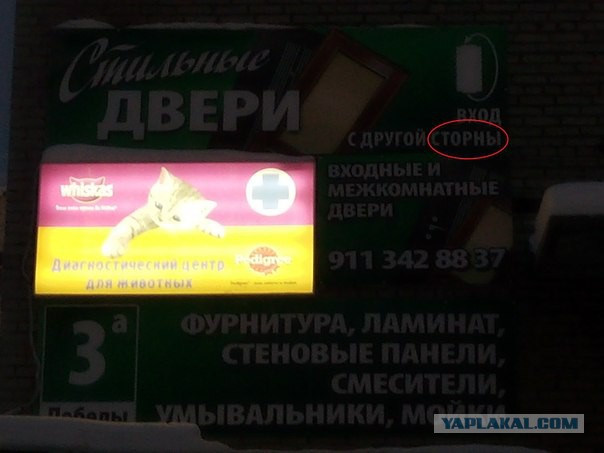 Стильные
ДВЕРИ
ВХОД
С ДРУГОЙ СТОРНЫ
ВХОДНЫЕ И
МЕЖКОМНАТНЫЕ
ДВЕРИ
911 342 88 37
whiskas
Pedigree
Диагностический центр
для животных
3а
Победы
ФУРНИТУРА, ЛАМИНАТ,
СТЕНОВЫЕ ПАНЕЛИ,
СМЕСИТЕЛИ,
УМЫВАЛЬНИКИ, МОЙКИ
YAPLAKAL.COM